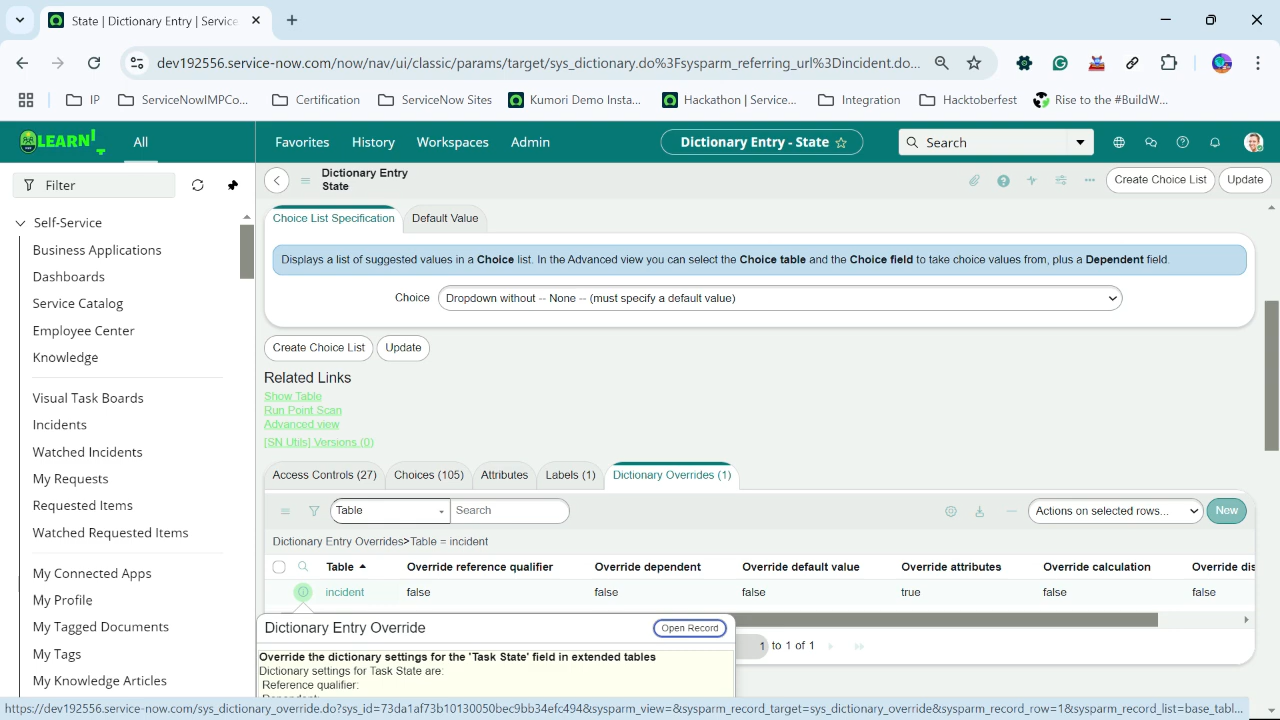 State | Dictionary Entry | Service
dev192556.service-now.com/now/nav/ui/classic/params/target/sys_dictionary.do%3Fsysparm_referring_url%3Dincident.do...
IP
ServiceNowIMPCo...
Certification
ServiceNow Sites
Kumori Demo Insta...
Hackathon | Service...
Integration
Hacktoberfest
Rise to the #BuildW...
LEARN IT
All
Favorites
History
Workspaces
Admin
Dictionary Entry - State
Search
Filter
Dictionary Entry
State
Create Choice List
Update
Self-Service
Business Applications
Dashboards
Service Catalog
Employee Center
Knowledge
Visual Task Boards
Incidents
Watched Incidents
My Requests
Requested Items
Watched Requested Items
My Connected Apps
My Profile
My Tagged Documents
My Tags
My Knowledge Articles
Choice List Specification
Default Value
Displays a list of suggested values in a Choice list. In the Advanced view you can select the Choice table and the Choice field to take choice values from, plus a Dependent field.
Choice
Dropdown without -- None -- (must specify a default value)
Create Choice List
Update
Related Links
Show Table
Run Point Scan
Advanced view
[SN Utils] Versions (0)
Access Controls (27)
Choices (105)
Attributes
Labels (1)
Dictionary Overrides (1)
Table
Search
Actions on selected rows...
New
Dictionary Entry Overrides>Table = incident
Table
Override reference qualifier
Override dependent
Override default value
Override attributes
Override calculation
Override dis
incident
false
false
false
true
false
false
Dictionary Entry Override
Open Record
1 to 1 of 1
Override the dictionary settings for the 'Task State' field in extended tables
Dictionary settings for Task State are:
Reference qualifier:
https://dev192556.service-now.com/sys_dictionary_override.do?sys_id=73da1af73b10130050bec9bb34efc494&sysparm_view=&sysparm_record_target=sys_dictionary_override&sysparm_record_row=1&sysparm_record_list=base_tabl...